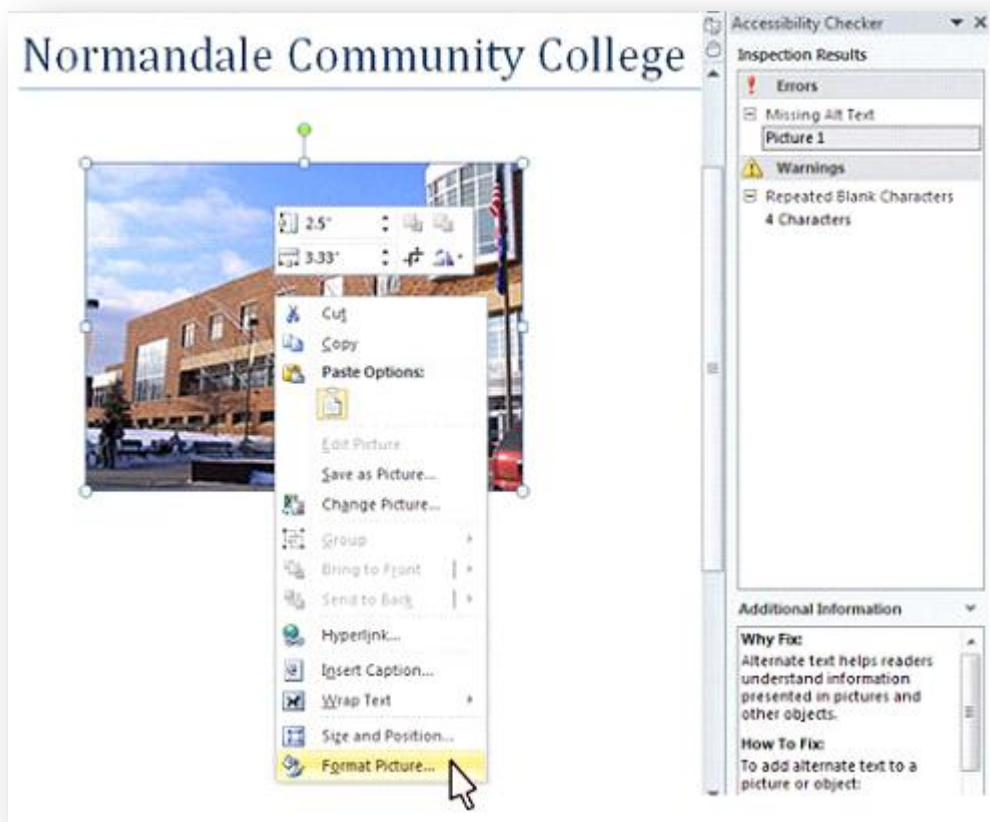 Normandale Community College
2.5"
3.33"
Cut
Copy
Paste Options:
Edit Picture
Save as Picture...
Change Picture...
Group
Bring to Front
Send to Back
Hyperlink...
Insert Caption...
Wrap Text
Size and Position...
Format Picture...
Accessibility Checker
Inspection Results
Errors
Missing Alt Text
Picture 1
Warnings
Repeated Blank Characters
4 Characters
Additional Information
Why Fix:
Alternate text helps readers
understand information
presented in pictures and
other objects.
How To Fix:
To add alternate text to a
picture or object: